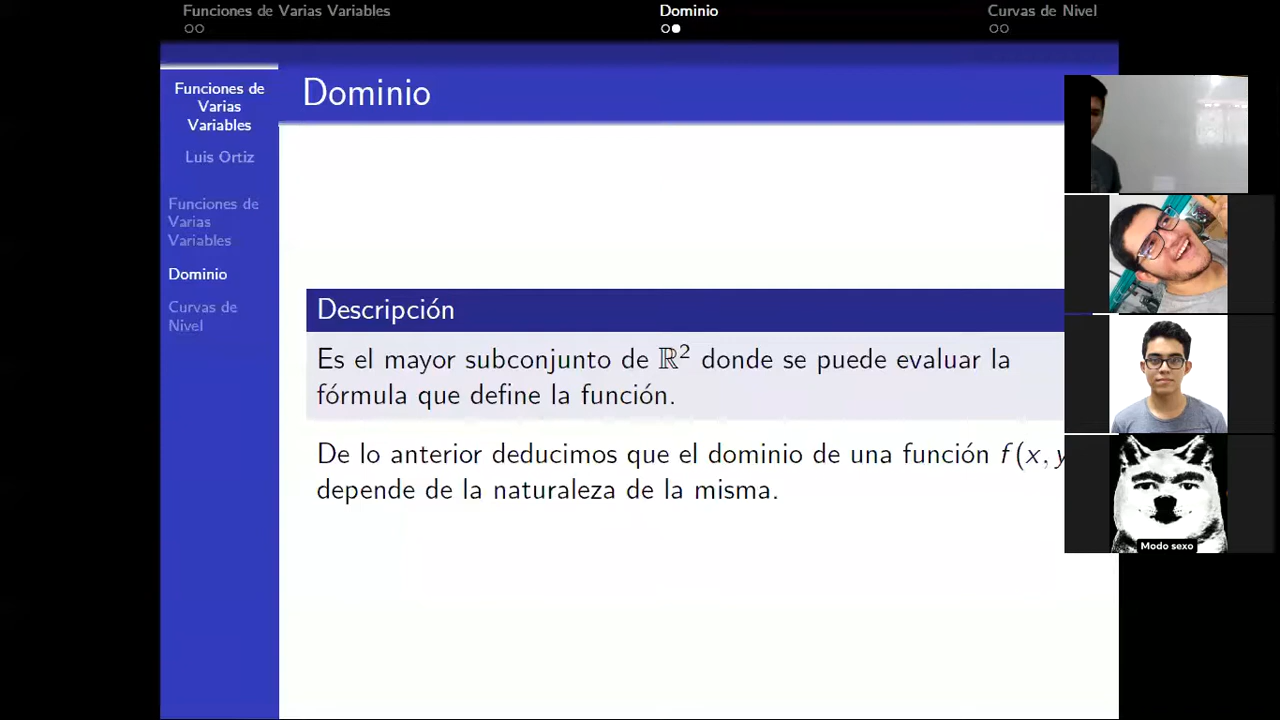 Funciones de Varias Variables
Dominio
Curvas de Nivel
Funciones de
Varias
Variables
Luis Ortiz
Funciones de
Varias
Variables
Dominio
Curvas de
Nivel
Dominio
Descripción
Es el mayor subconjunto de ℝ² donde se puede evaluar la
fórmula que define la función.
De lo anterior deducimos que el dominio de una función f(x, y
depende de la naturaleza de la misma.
Modo sexo